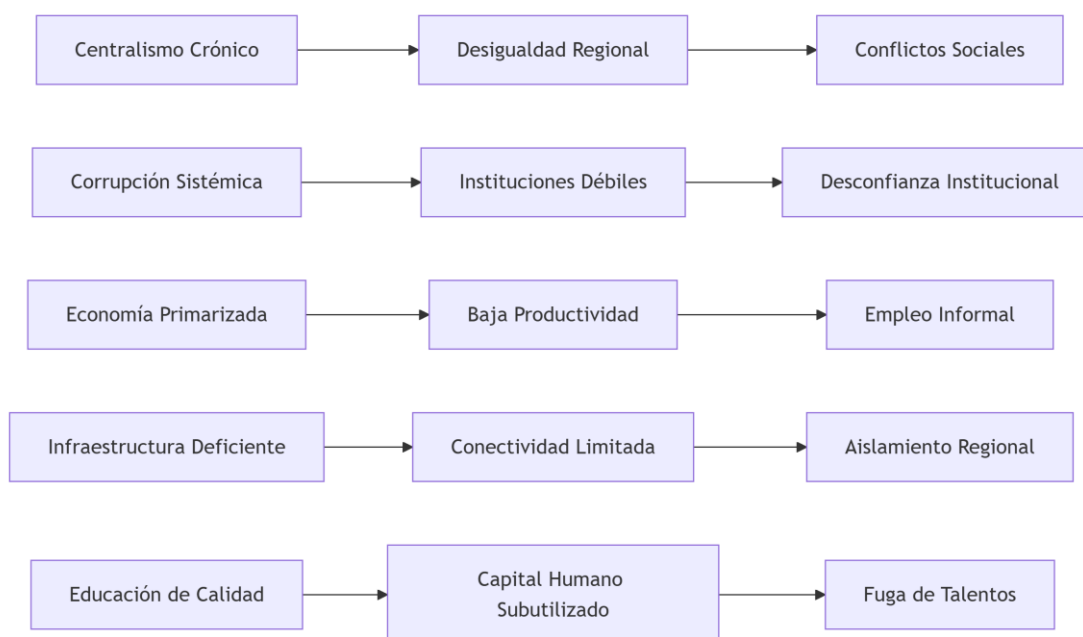 Centralismo Crónico
Desigualdad Regional
Conflictos Sociales
Corrupción Sistémica
Instituciones Débiles
Desconfianza Institucional
Economía Primarizada
Baja Productividad
Empleo Informal
Infraestructura Deficiente
Conectividad Limitada
Aislamiento Regional
Educación de Calidad
Capital Humano
Subutilizado
Fuga de Talentos